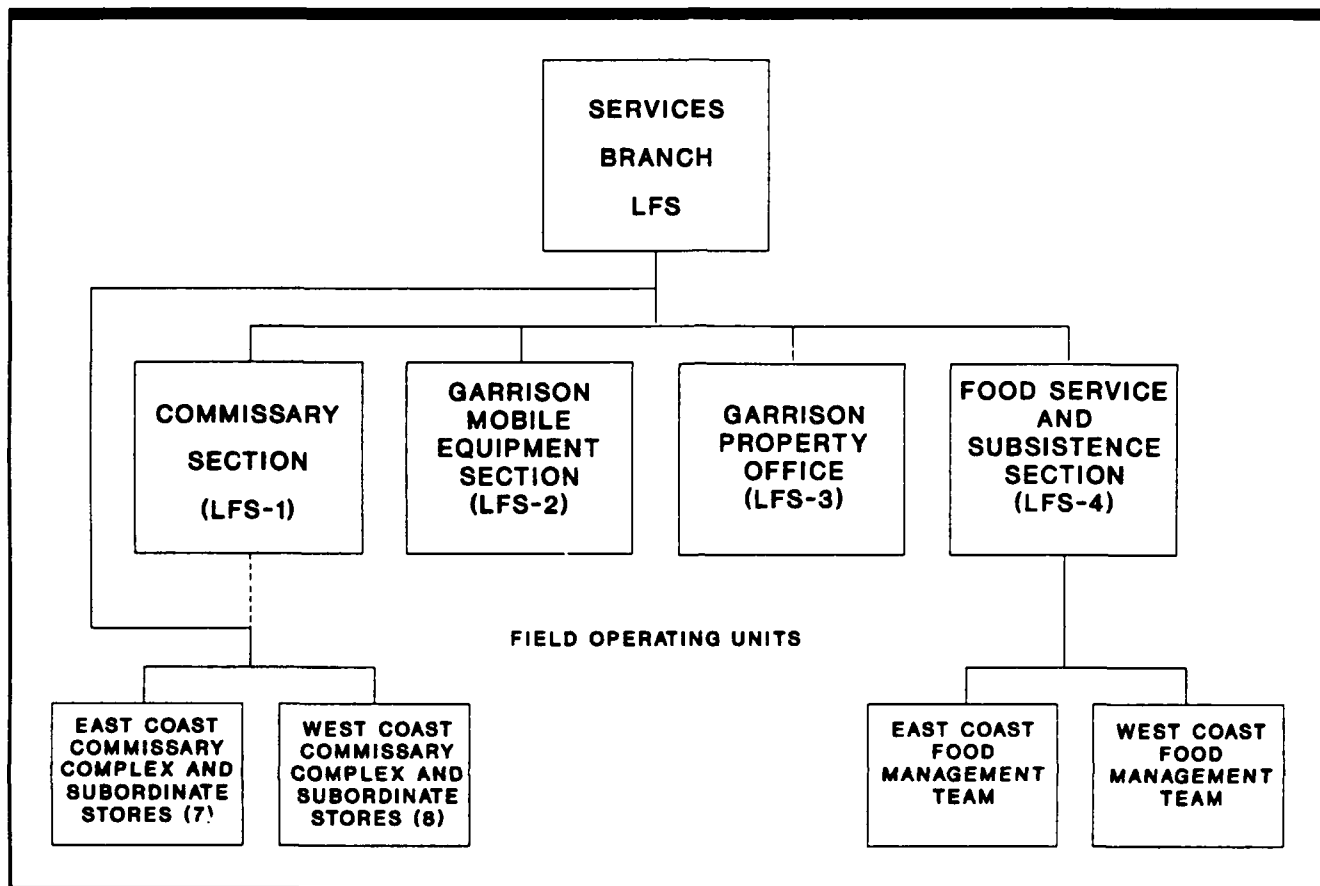 SERVICES
BRANCH
LFS
COMMISSARY
SECTION
(LFS-1)
GARRISON
MOBILE
EQUIPMENT
SECTION
(LFS-2)
GARRISON
PROPERTY
OFFICE
(LFS-3)
FOOD SERVICE
AND
SUBSISTENCE
SECTION
(LFS-4)
FIELD OPERATING UNITS
EAST COAST
COMMISSARY
COMPLEX AND
SUBORDINATE
STORES (7)
WEST COAST
COMMISSARY
COMPLEX AND
SUBORDINATE
STORES (8)
EAST COAST
FOOD
MANAGEMENT
TEAM
WEST COAST
FOOD
MANAGEMENT
TEAM